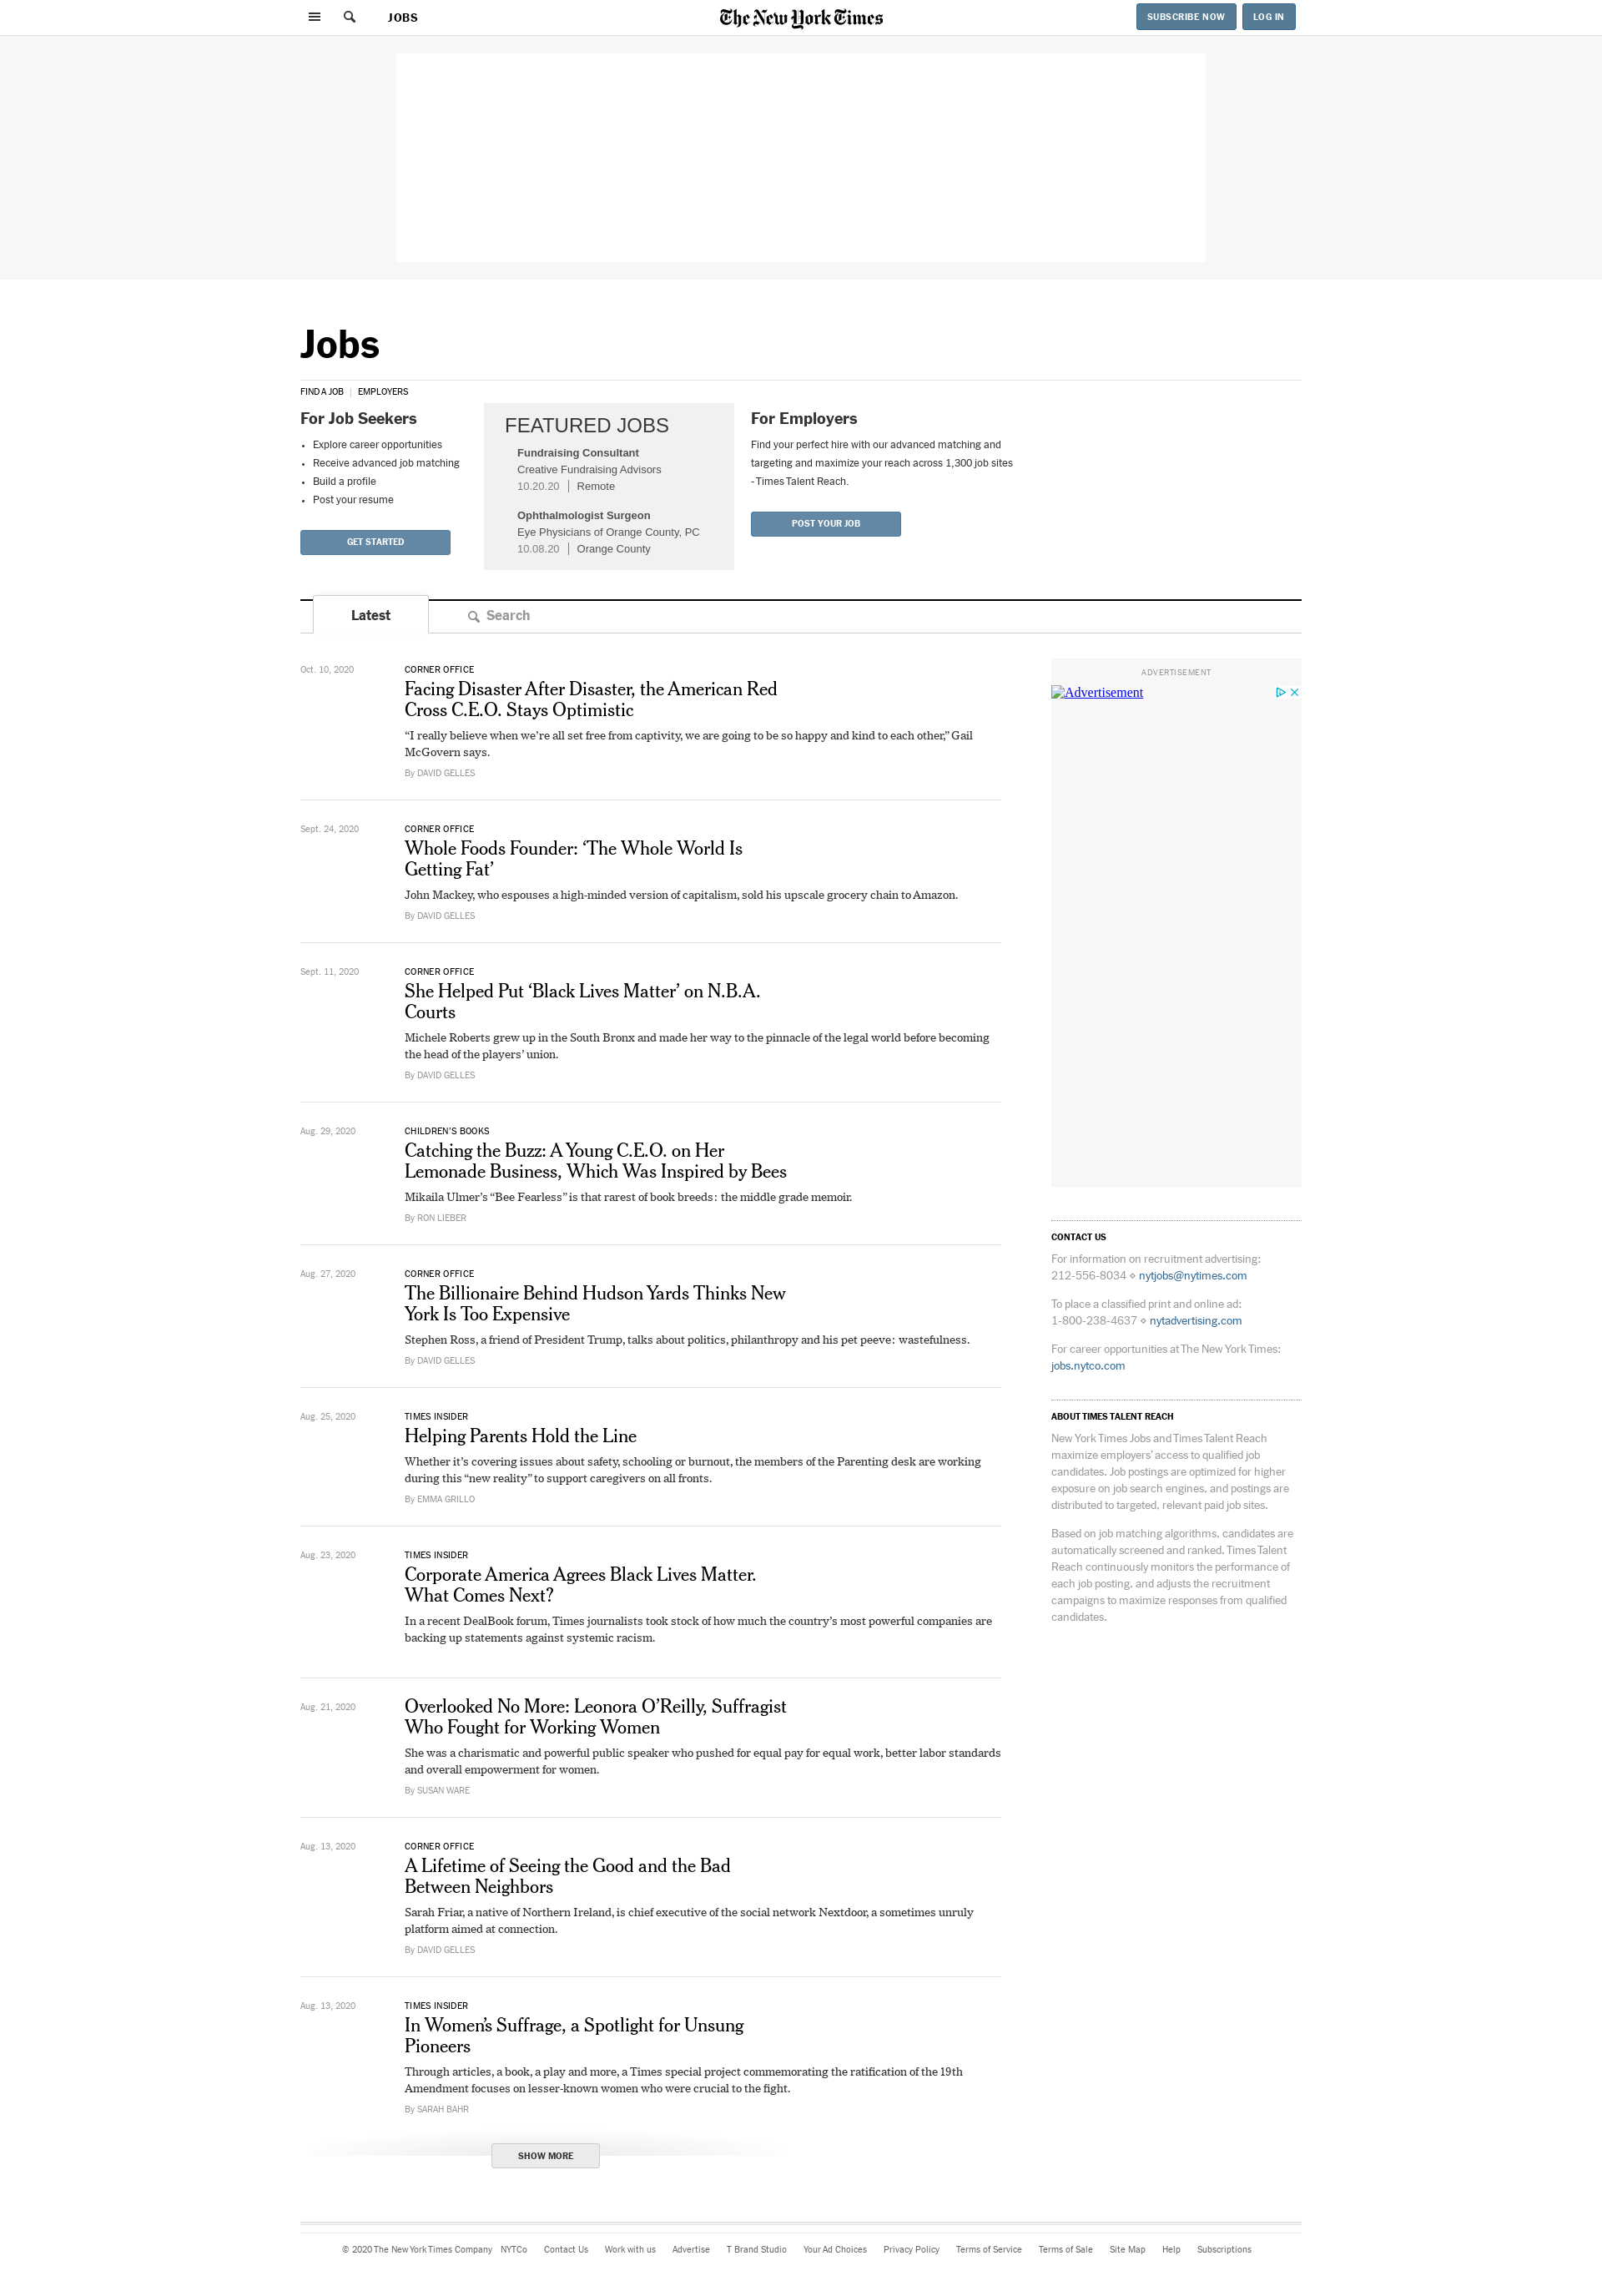 JOBS
The New York Times
SUBSCRIBE NOW
LOG IN
Jobs
FIND A JOB | EMPLOYERS
For Job Seekers
• Explore career opportunities
• Receive advanced job matching
• Build a profile
• Post your resume
GET STARTED
FEATURED JOBS
Fundraising Consultant
Creative Fundraising Advisors
10.20.20 | Remote
Ophthalmologist Surgeon
Eye Physicians of Orange County, PC
10.08.20 | Orange County
For Employers
Find your perfect hire with our advanced matching and
targeting and maximize your reach across 1,300 job sites
- Times Talent Reach.
POST YOUR JOB
Latest
Search
Oct. 10, 2020
CORNER OFFICE
Facing Disaster After Disaster, the American Red
Cross C.E.O. Stays Optimistic
“I really believe when we’re all set free from captivity, we are going to be so happy and kind to each other,” Gail
McGovern says.
By DAVID GELLES
Sept. 24, 2020
CORNER OFFICE
Whole Foods Founder: ‘The Whole World Is
Getting Fat’
John Mackey, who espouses a high-minded version of capitalism, sold his upscale grocery chain to Amazon.
By DAVID GELLES
Sept. 11, 2020
CORNER OFFICE
She Helped Put ‘Black Lives Matter’ on N.B.A.
Courts
Michele Roberts grew up in the South Bronx and made her way to the pinnacle of the legal world before becoming
the head of the players’ union.
By DAVID GELLES
Aug. 29, 2020
CHILDREN’S BOOKS
Catching the Buzz: A Young C.E.O. on Her
Lemonade Business, Which Was Inspired by Bees
Mikaila Ulmer’s “Bee Fearless” is that rarest of book breeds: the middle grade memoir.
By RON LIEBER
Aug. 27, 2020
CORNER OFFICE
The Billionaire Behind Hudson Yards Thinks New
York Is Too Expensive
Stephen Ross, a friend of President Trump, talks about politics, philanthropy and his pet peeve: wastefulness.
By DAVID GELLES
Aug. 25, 2020
TIMES INSIDER
Helping Parents Hold the Line
Whether it’s covering issues about safety, schooling or burnout, the members of the Parenting desk are working
during this “new reality” to support caregivers on all fronts.
By EMMA GRILLO
Aug. 23, 2020
TIMES INSIDER
Corporate America Agrees Black Lives Matter.
What Comes Next?
In a recent DealBook forum, Times journalists took stock of how much the country’s most powerful companies are
backing up statements against systemic racism.
Aug. 21, 2020
Overlooked No More: Leonora O’Reilly, Suffragist
Who Fought for Working Women
She was a charismatic and powerful public speaker who pushed for equal pay for equal work, better labor standards
and overall empowerment for women.
By SUSAN WARE
Aug. 13, 2020
CORNER OFFICE
A Lifetime of Seeing the Good and the Bad
Between Neighbors
Sarah Friar, a native of Northern Ireland, is chief executive of the social network Nextdoor, a sometimes unruly
platform aimed at connection.
By DAVID GELLES
Aug. 13, 2020
TIMES INSIDER
In Women’s Suffrage, a Spotlight for Unsung
Pioneers
Through articles, a book, a play and more, a Times special project commemorating the ratification of the 19th
Amendment focuses on lesser-known women who were crucial to the fight.
By SARAH BAHR
SHOW MORE
ADVERTISEMENT
Advertisement
CONTACT US
For information on recruitment advertising:
212-556-8034 ⋄ nytjobs@nytimes.com
To place a classified print and online ad:
1-800-238-4637 ⋄ nytadvertising.com
For career opportunities at The New York Times:
jobs.nytco.com
ABOUT TIMES TALENT REACH
New York Times Jobs and Times Talent Reach
maximize employers’ access to qualified job
candidates. Job postings are optimized for higher
exposure on job search engines, and postings are
distributed to targeted, relevant paid job sites.
Based on job matching algorithms, candidates are
automatically screened and ranked. Times Talent
Reach continuously monitors the performance of
each job posting, and adjusts the recruitment
campaigns to maximize responses from qualified
candidates.
© 2020 The New York Times Company NYTCo Contact Us Work with us Advertise T Brand Studio Your Ad Choices Privacy Policy Terms of Service Terms of Sale Site Map Help Subscriptions